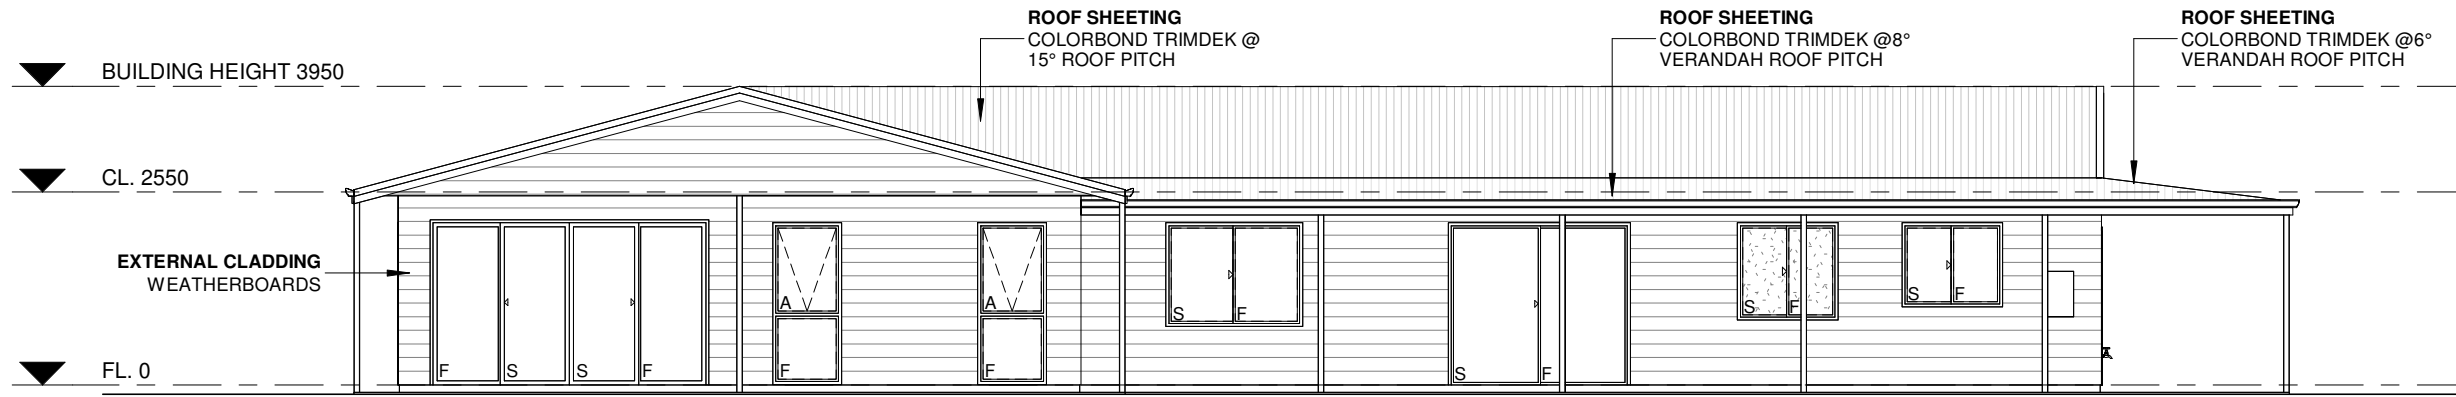 ROOF SHEETING
COLORBOND TRIMDEK @
15° ROOF PITCH
ROOF SHEETING
COLORBOND TRIMDEK @8°
VERANDAH ROOF PITCH
ROOF SHEETING
COLORBOND TRIMDEK @6°
VERANDAH ROOF PITCH
BUILDING HEIGHT 3950
CL. 2550
EXTERNAL CLADDING
WEATHERBOARDS
FL. 0
A
A
S F
S F
S F
F S S F
F
F
S F